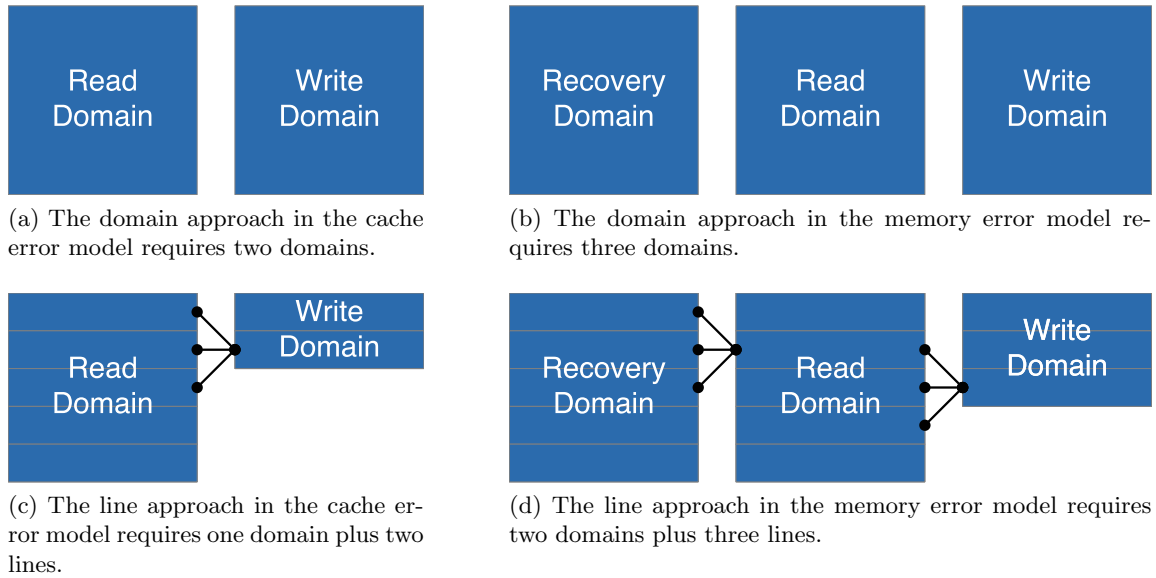 Read
Domain
Write
Domain
Recovery
Domain
Read
Domain
Write
Domain
(a) The domain approach in the cache
error model requires two domains.
(b) The domain approach in the memory error model re-
quires three domains.
Read
Domain
Write
Domain
Recovery
Domain
Read
Domain
Write
Domain
(c) The line approach in the cache er-
ror model requires one domain plus two
lines.
(d) The line approach in the memory error model requires
two domains plus three lines.